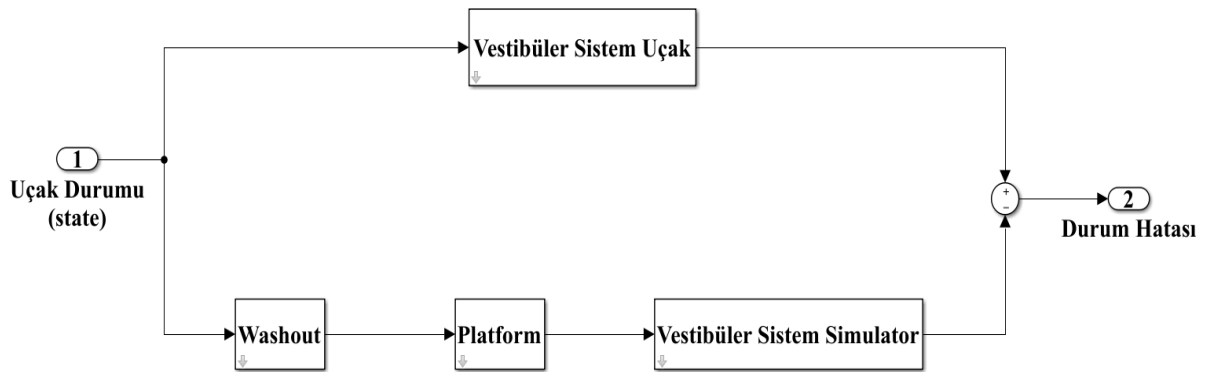 Vestibüler Sistem Uçak
1
Uçak Durumu
(state)
+
−
2
Durum Hatası
Washout
Platform
Vestibüler Sistem Simulator